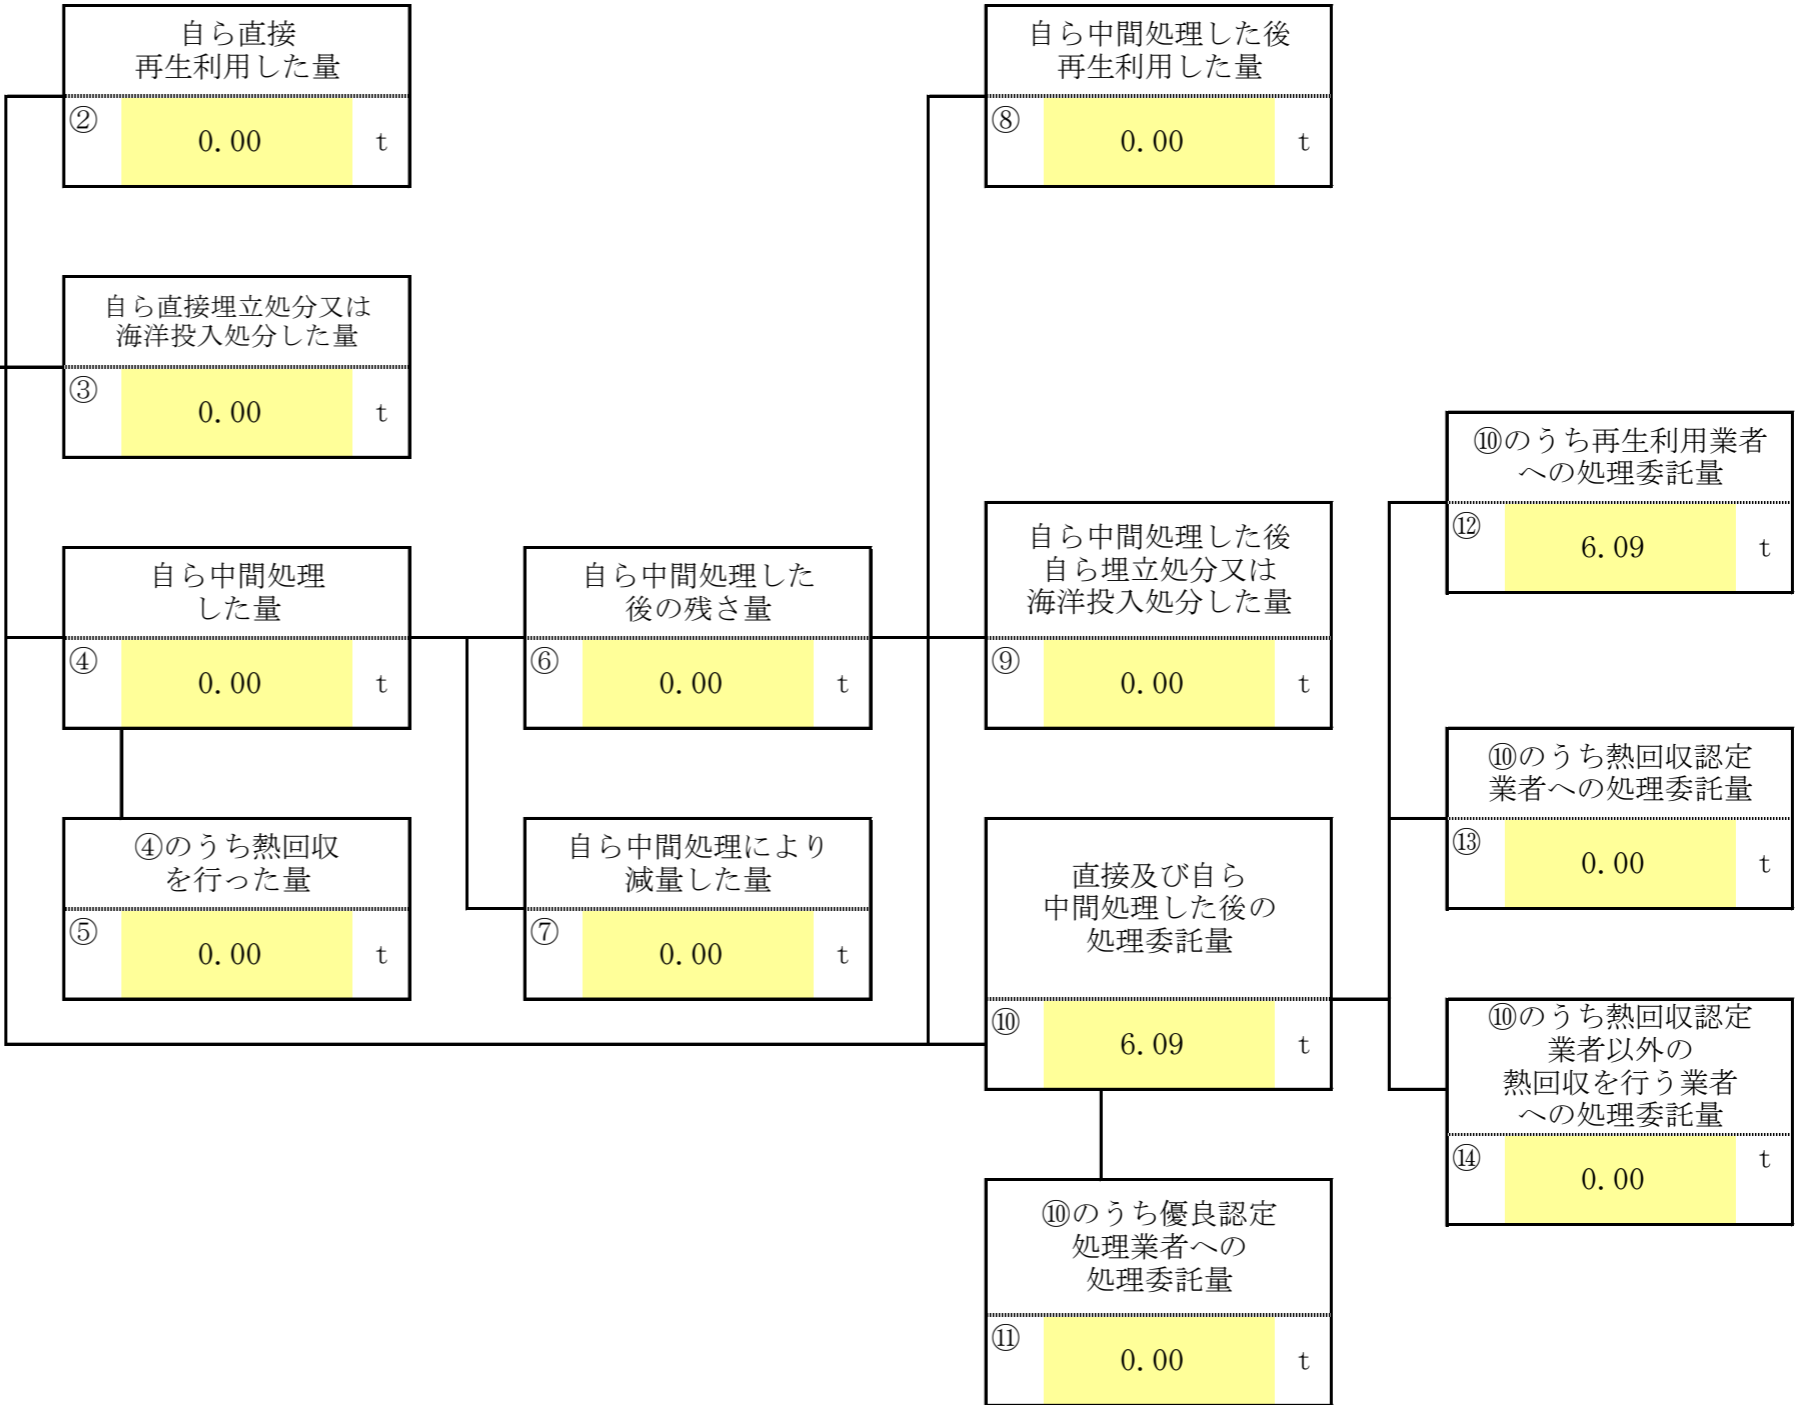 自ら直接
再生利用した量
② 0.00 t
自ら中間処理した後
再生利用した量
⑧ 0.00 t
自ら直接埋立処分又は
海洋投入処分した量
③ 0.00 t
⑩のうち再生利用業者
への処理委託量
⑫ 6.09 t
自ら中間処理
した量
④ 0.00 t
自ら中間処理した
後の残さ量
⑥ 0.00 t
自ら中間処理した後
自ら埋立処分又は
海洋投入処分した量
⑨ 0.00 t
⑩のうち熱回収認定
業者への処理委託量
⑬ 0.00 t
④のうち熱回収
を行った量
⑤ 0.00 t
自ら中間処理により
減量した量
⑦ 0.00 t
直接及び自ら
中間処理した後の
処理委託量
⑩ 6.09 t
⑩のうち熱回収認定
業者以外の
熱回収を行う業者
への処理委託量
⑭ 0.00 t
⑩のうち優良認定
処理業者への
処理委託量
⑪ 0.00 t